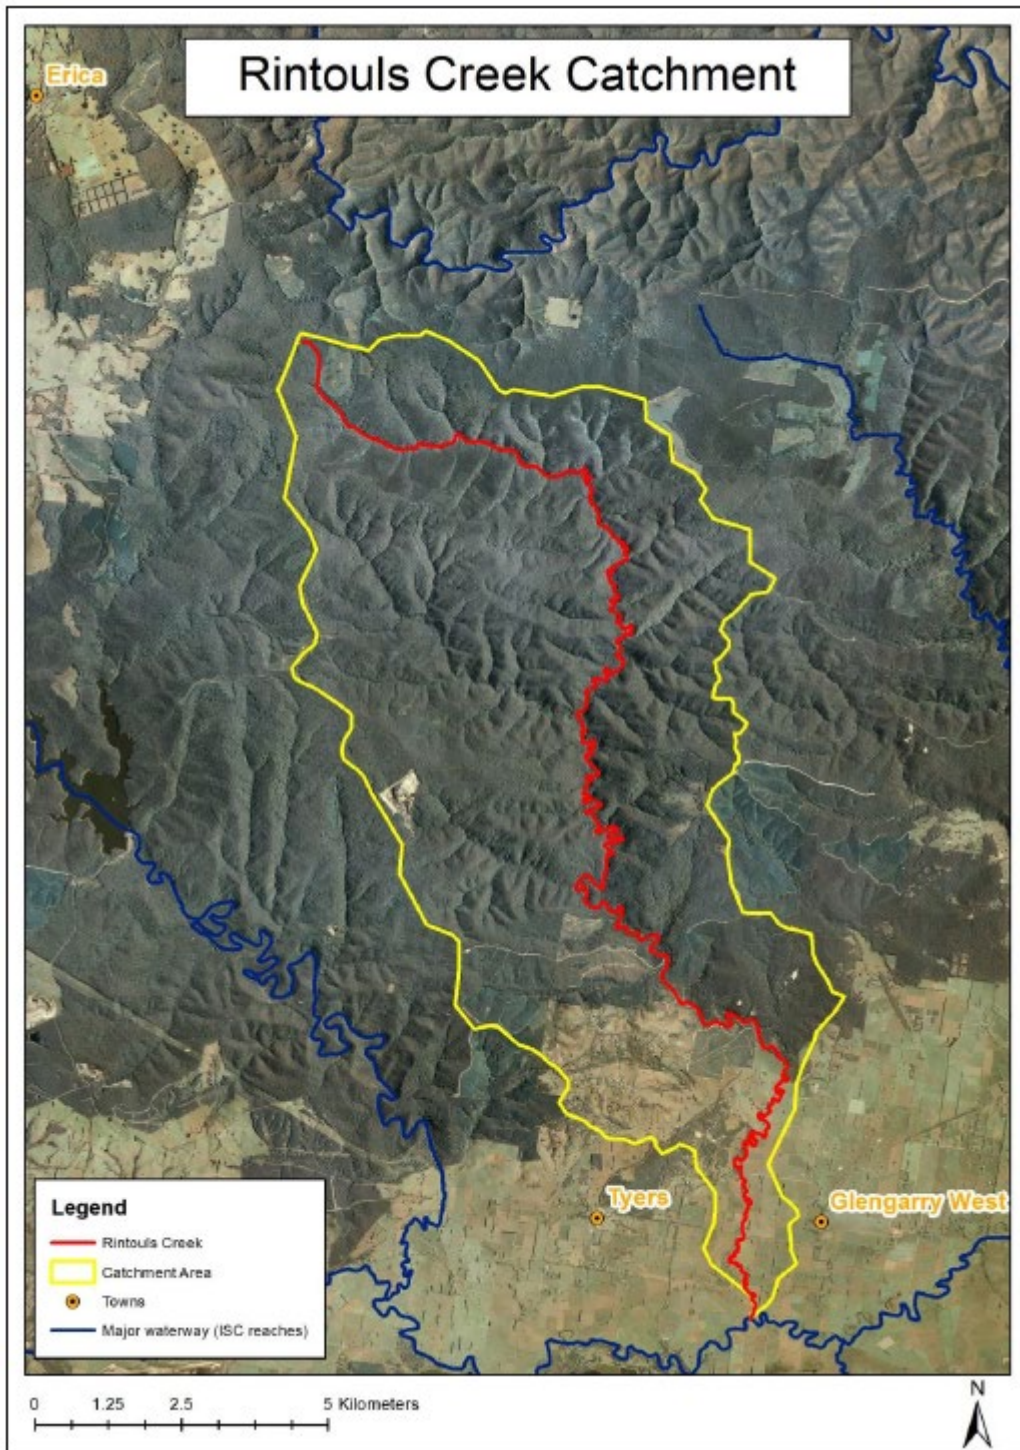 Rintouls Creek Catchment
Erica
Tyers
Glengarry West
Legend
Rintouls Creek
Catchment Area
Towns
Major waterway (ISC reaches)
0 1.25 2.5 5 Kilometers
N